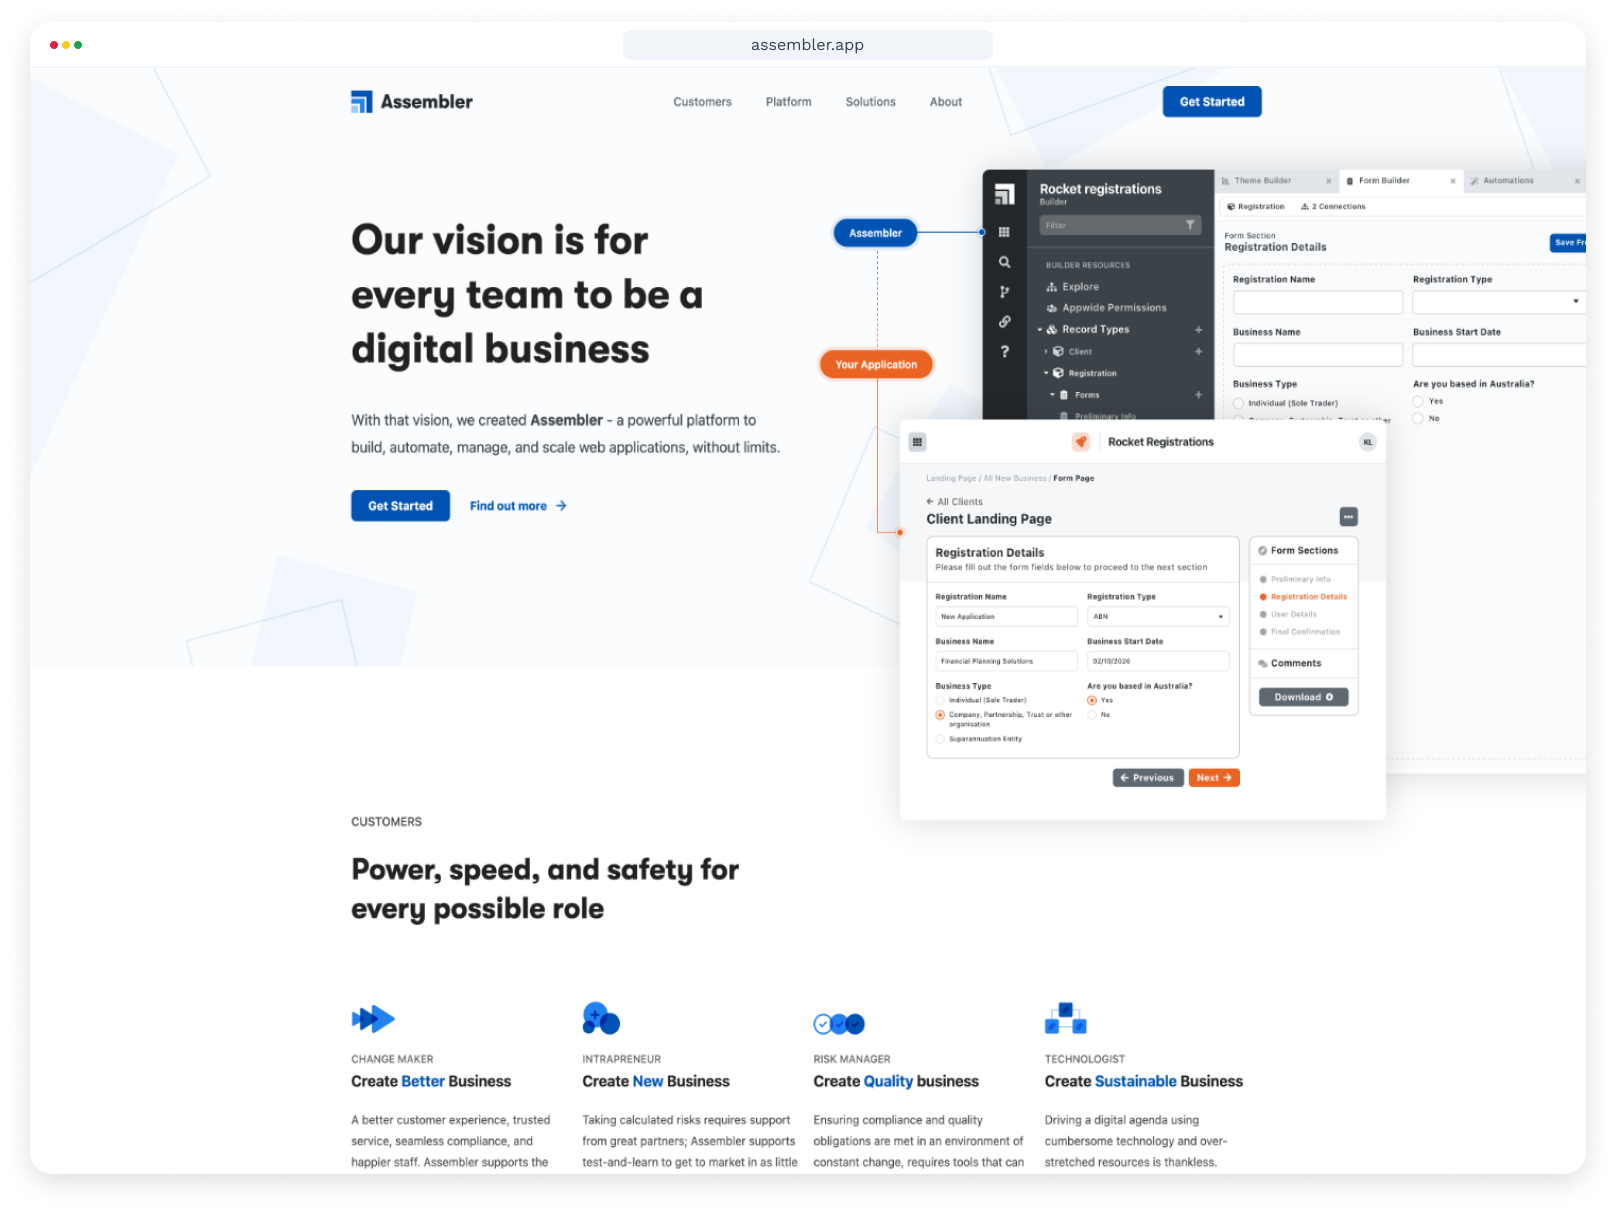 assembler.app
Assembler
Customers
Platform
Solutions
About
Get Started
Our vision is for
every team to be a
digital business
With that vision, we created Assembler - a powerful platform to
build, automate, manage, and scale web applications, without limits.
Get Started
Find out more
Assembler
Your Application
Rocket registrations
Builder
Filter
BUILDER RESOURCES
Explore
Appwide Permissions
Record Types
Client
Registration
Forms
Preliminary Info
Theme Builder
Form Builder
Automations
Registration
2 Connections
Form Section
Registration Details
Save
Registration Name
Registration Type
Business Name
Business Start Date
Business Type
Are you based in Australia?
Individual (Sole Trader)
Yes
Company, Partnership, Trust or other
No
Rocket Registrations
KL
Landing Page / All New Business / Form Page
All Clients
Client Landing Page
Registration Details
Please fill out the form fields below to proceed to the next section
Registration Name
Registration Type
New Application
ABN
Business Name
Business Start Date
Financial Planning Solutions
02/10/2020
Business Type
Are you based in Australia?
Individual (Sole Trader)
Yes
Company, Partnership, Trust or other
organisation
No
Superannuation Entity
Previous
Next
Form Sections
Preliminary Info
Registration Details
User Details
Final Confirmation
Comments
Download
CUSTOMERS
Power, speed, and safety for
every possible role
CHANGE MAKER
Create Better Business
A better customer experience, trusted
service, seamless compliance, and
happier staff. Assembler supports the
INTRAPRENEUR
Create New Business
Taking calculated risks requires support
from great partners; Assembler supports
test-and-learn to get to market in as little
RISK MANAGER
Create Quality business
Ensuring compliance and quality
obligations are met in an environment of
constant change, requires tools that can
TECHNOLOGIST
Create Sustainable Business
Driving a digital agenda using
cumbersome technology and over-
stretched resources is thankless.